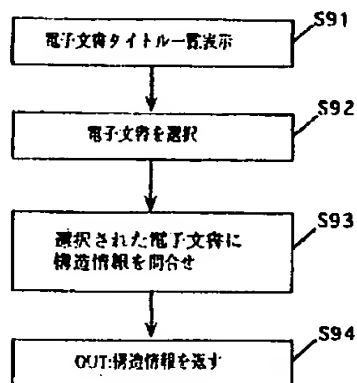 S91
電子文書タイトル一覧表示
S92
電子文書を選択
S93
選択された電子文書に
構造情報を問合せ
S94
OUT:構造情報を返す